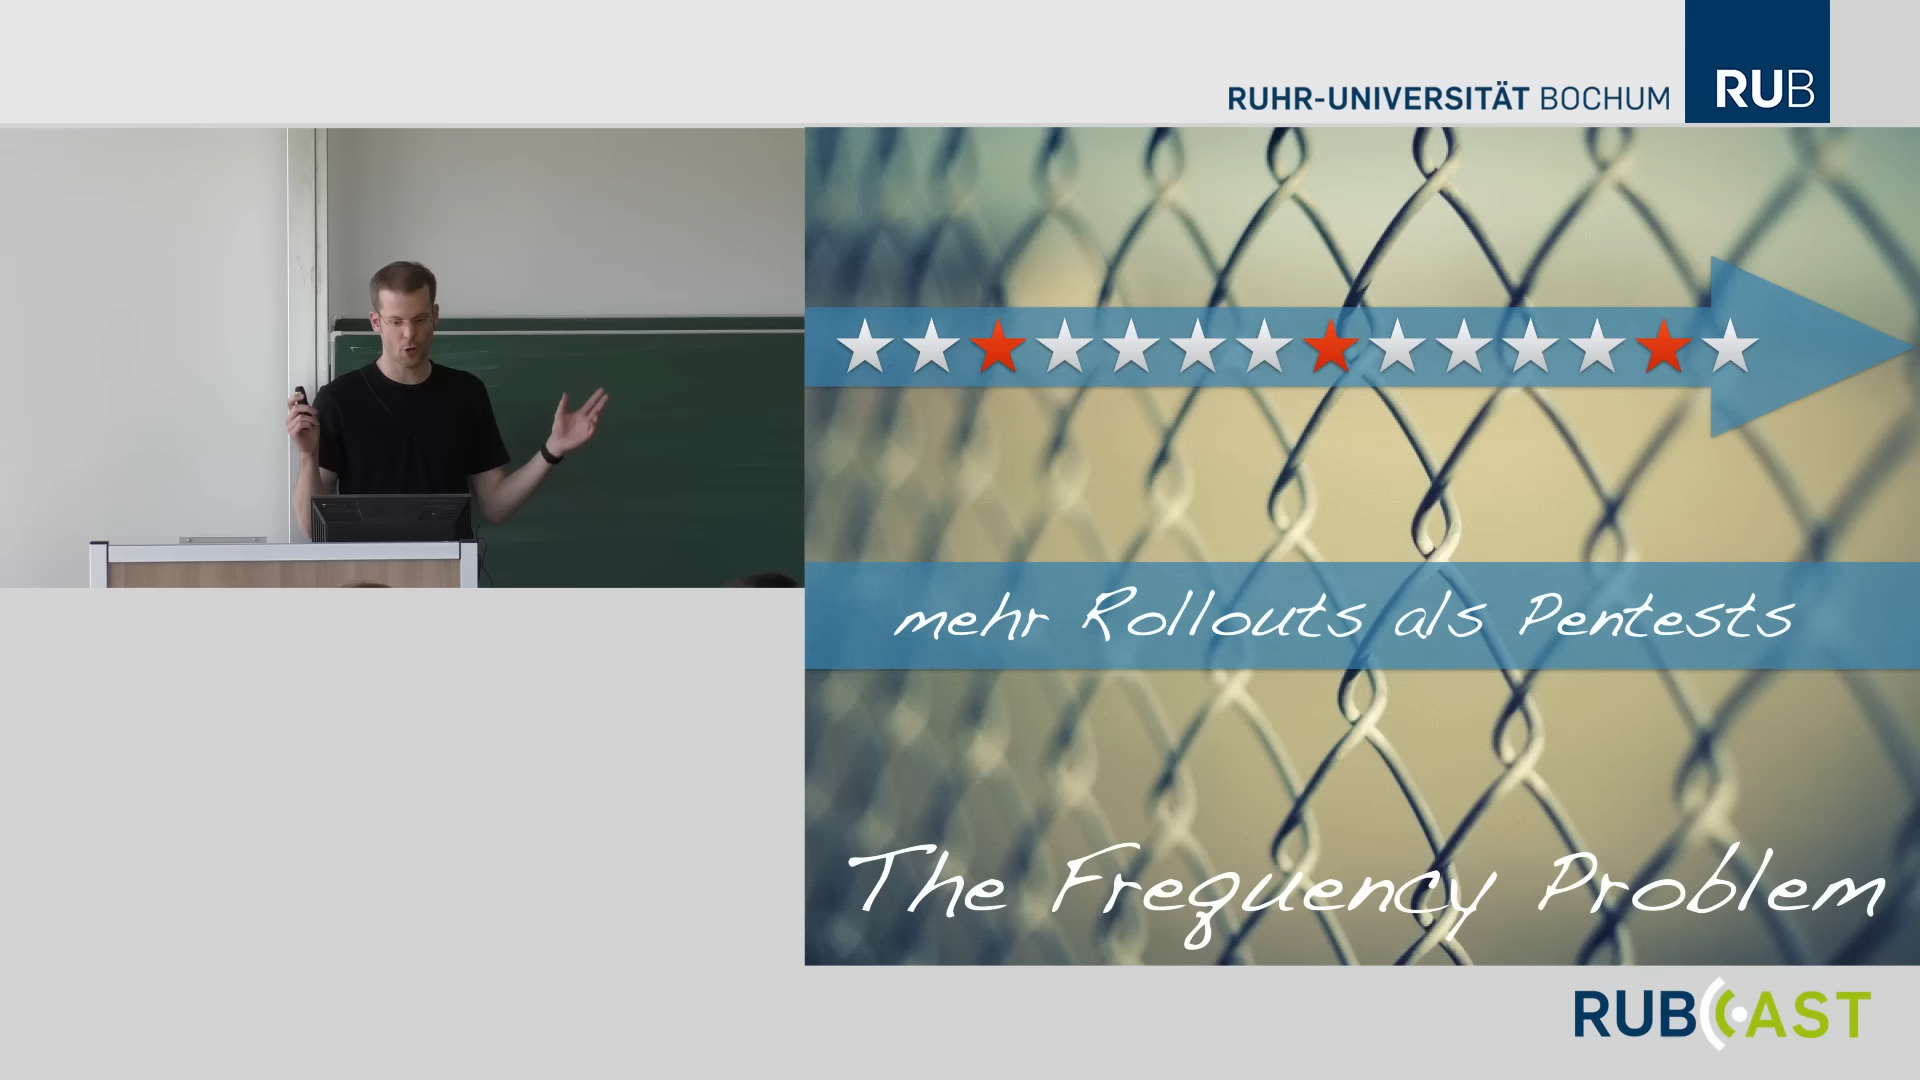 RUHR-UNIVERSITÄT BOCHUM
RUB
mehr Rollouts als Pentests
The Frequency Problem
RUBCAST